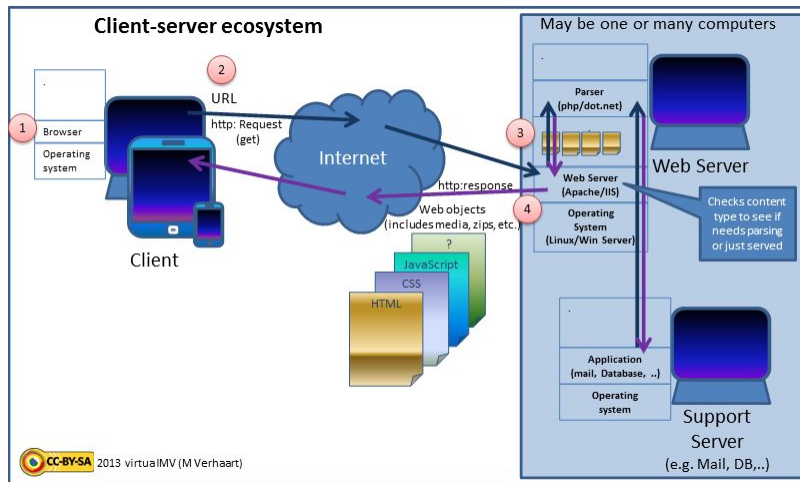 Client-server ecosystem
May be one or many computers
1
Browser
Operating
system
Client
2
URL
http: Request
(get)
Internet
http:response
Web objects
(includes media, zips, etc.)
?
JavaScript
CSS
HTML
3
4
Parser
(php/dot.net)
Web Server
(Apache/IIS)
Operating
System
(Linux/Win Server)
Web Server
Checks content
type to see if
needs parsing
or just served
Application
(mail, Database, ..)
Operating
system
Support
Server
(e.g. Mail, DB,..)
CC-BY-SA 2013 virtualMV (M Verhaart)